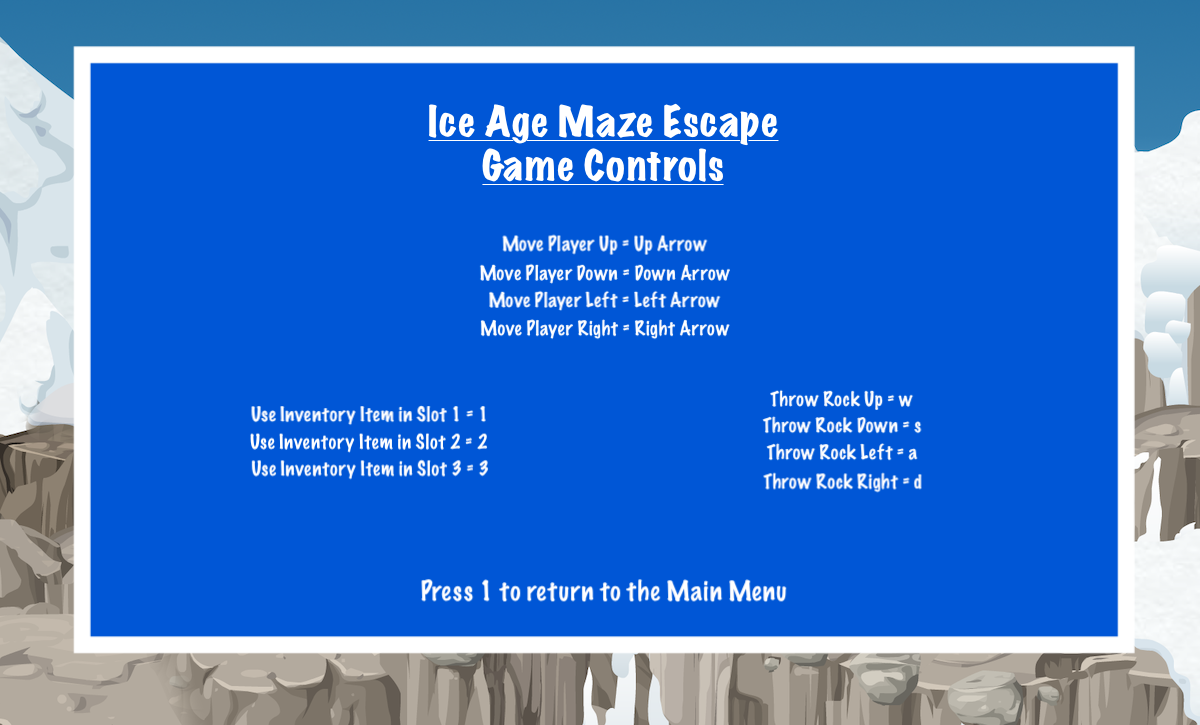 Ice Age Maze Escape
Game Controls
Move Player Up = Up Arrow
Move Player Down = Down Arrow
Move Player Left = Left Arrow
Move Player Right = Right Arrow
Use Inventory Item in Slot 1 = 1
Use Inventory Item in Slot 2 = 2
Use Inventory Item in Slot 3 = 3
Throw Rock Up = w
Throw Rock Down = s
Throw Rock Left = a
Throw Rock Right = d
Press 1 to return to the Main Menu